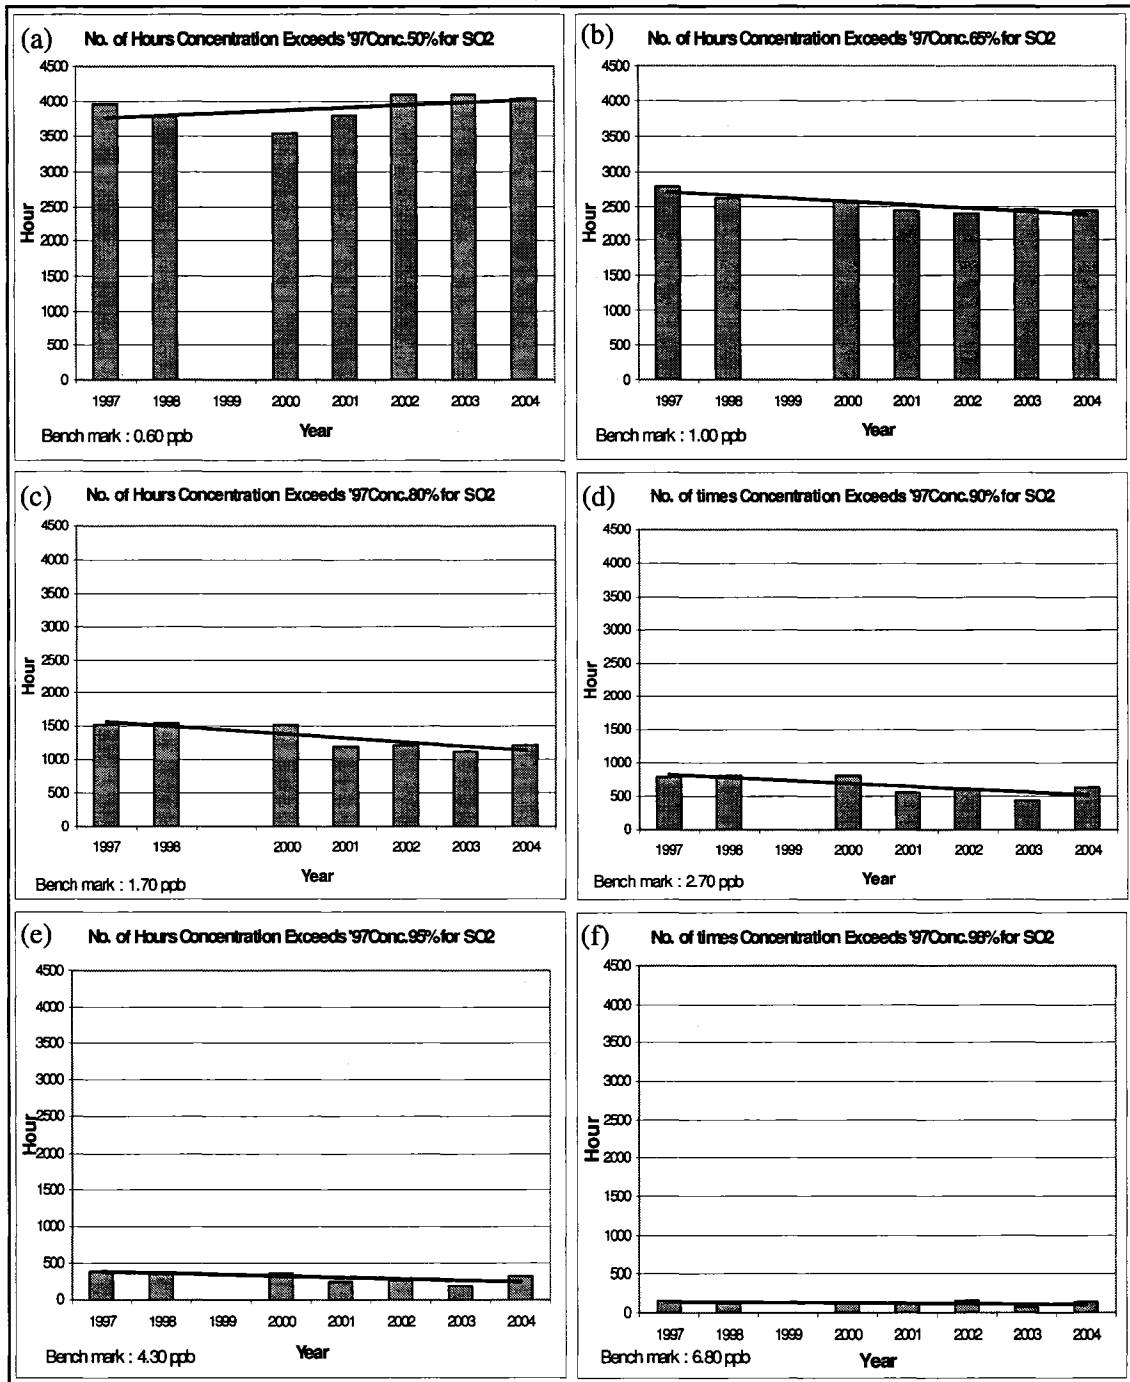 (a) No. of Hours Concentration Exceeds '97Conc.50% for SO2
4500
4000
3500
3000
2500
2000
1500
1000
500
0
Hour
1997 1998 1999 2000 2001 2002 2003 2004
Year
Bench mark : 0.60 ppb
(b) No. of Hours Concentration Exceeds '97Conc.65% for SO2
4500
4000
3500
3000
2500
2000
1500
1000
500
0
Hour
1997 1998 1999 2000 2001 2002 2003 2004
Year
Bench mark : 1.00 ppb
(c) No. of Hours Concentration Exceeds '97Conc.80% for SO2
4500
4000
3500
3000
2500
2000
1500
1000
500
0
Hour
1997 1998 2000 2001 2002 2003 2004
Year
Bench mark : 1.70 ppb
(d) No. of times Concentration Exceeds '97Conc.90% for SO2
4500
4000
3500
3000
2500
2000
1500
1000
500
0
Hour
1997 1998 1999 2000 2001 2002 2003 2004
Year
Bench mark : 2.70 ppb
(e) No. of Hours Concentration Exceeds '97Conc.95% for SO2
4500
4000
3500
3000
2500
2000
1500
1000
500
0
Hour
1997 1998 1999 2000 2001 2002 2003 2004
Year
Bench mark : 4.30 ppb
(f) No. of times Concentration Exceeds '97Conc.98% for SO2
4500
4000
3500
3000
2500
2000
1500
1000
500
0
Hour
1997 1998 1999 2000 2001 2002 2003 2004
Year
Bench mark : 6.80 ppb